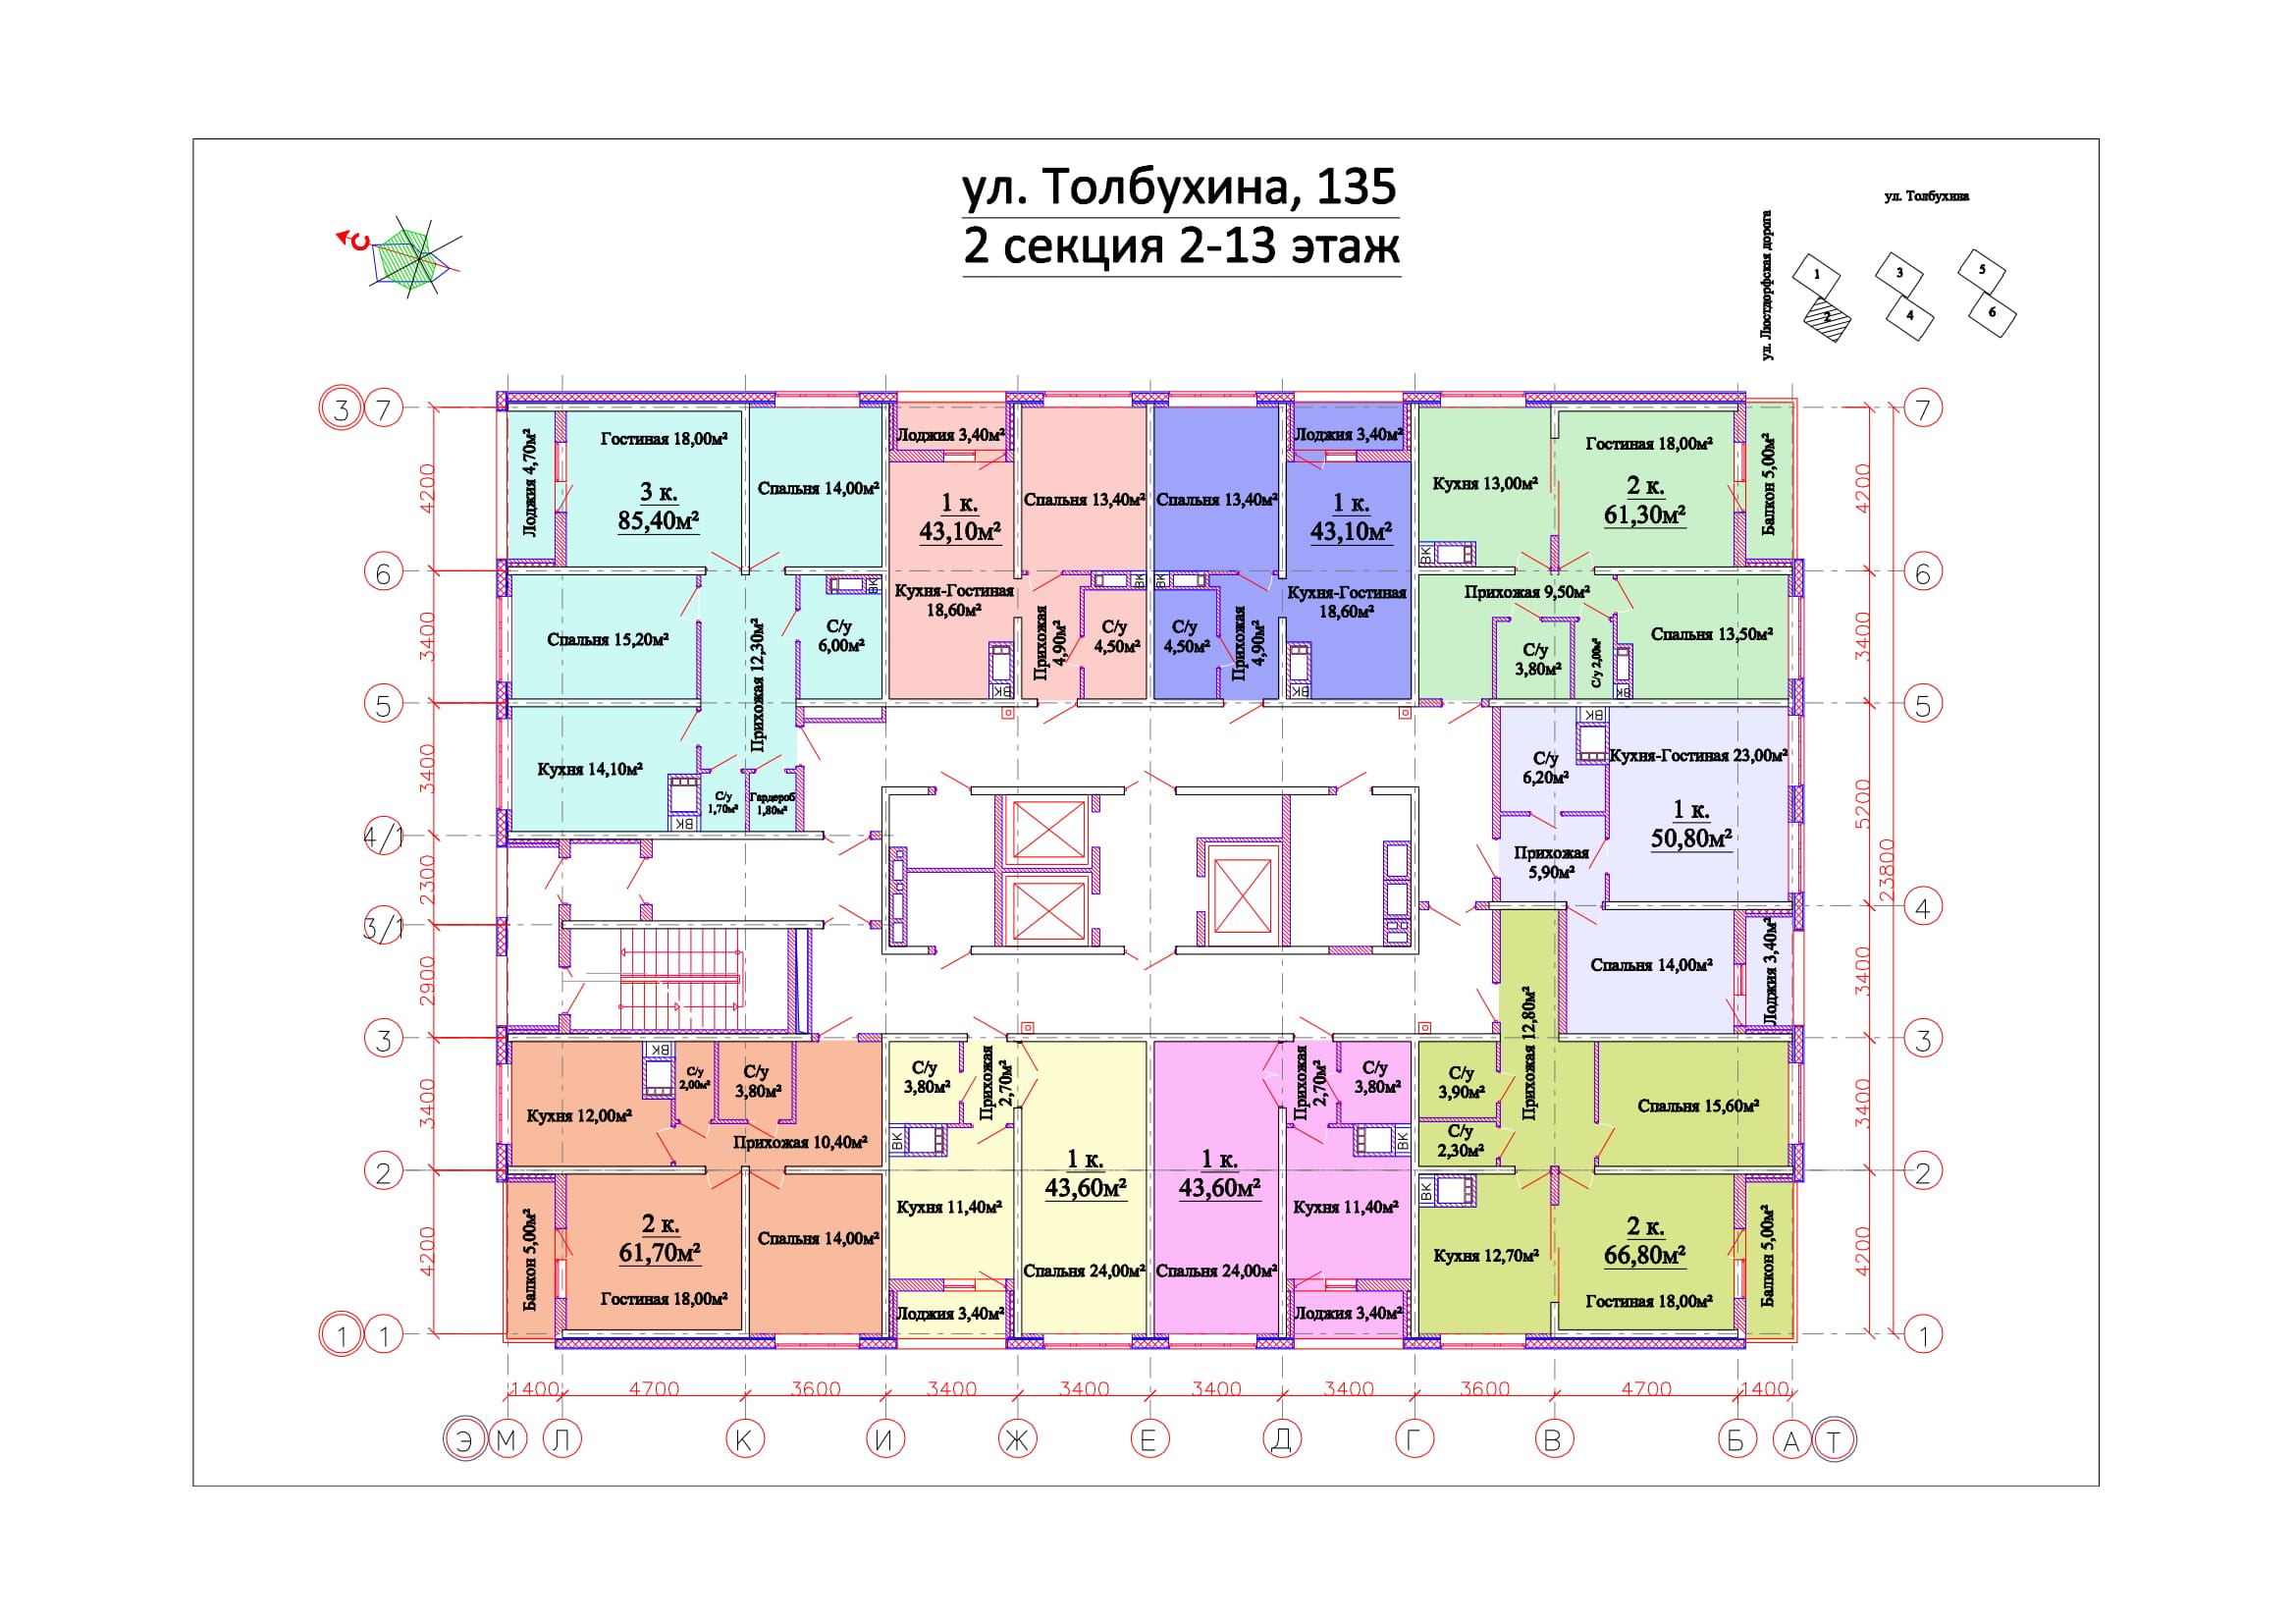 ул. Толбухина, 135
2 секция 2-13 этаж
С
ул. Толбухина
ул. Люстдорфская дорога
1
3
5
2
4
6
3
7
7
4200
4200
Лоджия 4,70м²
Гостиная 18,00м²
3 к.
85,40м²
Спальня 14,00м²
Лоджия 3,40м²
1 к.
43,10м²
Спальня 13,40м²
Спальня 13,40м²
Лоджия 3,40м²
1 к.
43,10м²
Кухня 13,00м²
Гостиная 18,00м²
2 к.
61,30м²
Балкон 5,00м²
ВК
6
6
3400
3400
Спальня 15,20м²
Прихожая 12,30м²
С/у
6,00м²
ВК
Кухня-Гостиная
18,60м²
ВК
Прихожая
4,90м²
ВК
С/у
4,50м²
ВК
С/у
4,50м²
Прихожая
4,90м²
Кухня-Гостиная
18,60м²
ВК
Прихожая 9,50м²
С/у
3,80м²
С/у 2,00м²
ВК
Спальня 13,50м²
5
5
3400
5200
23800
Кухня 14,10м²
ВК
С/у
1,70м²
Гардероб
1,80м²
С/у
6,20м²
ВК
Кухня-Гостиная 23,00м²
1 к.
50,80м²
Прихожая
5,90м²
4/1
2300
3/1
4
2900
3400
Спальня 14,00м²
Лоджия 3,40м²
3
3
3400
3400
Кухня 12,00м²
ВК
С/у
2,00м²
С/у
3,80м²
Прихожая 10,40м²
С/у
3,80м²
Прихожая
2,70м²
ВК
Прихожая
2,70м²
С/у
3,80м²
ВК
С/у
3,90м²
С/у
2,30м²
Прихожая 12,80м²
Спальня 15,60м²
2
2
4200
4200
Балкон 5,00м²
2 к.
61,70м²
Гостиная 18,00м²
Спальня 14,00м²
Кухня 11,40м²
Лоджия 3,40м²
1 к.
43,60м²
Спальня 24,00м²
1 к.
43,60м²
Спальня 24,00м²
Кухня 11,40м²
Лоджия 3,40м²
ВК
Кухня 12,70м²
2 к.
66,80м²
Гостиная 18,00м²
Балкон 5,00м²
1
1
1
1400 4700 3600 3400 3400 3400 3400 3600 4700 1400
Э М Л К И Ж Е Д Г В Б А Т